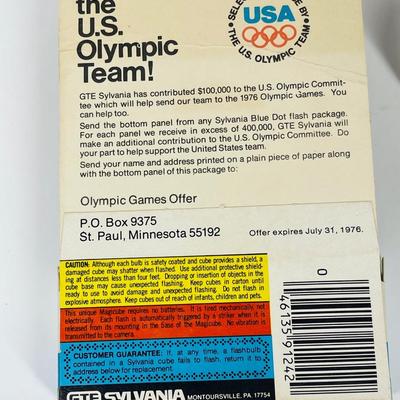 the
U.S.
Olympic
Team!
SELE
BY
USA
THE U.S. OLYMPIC TEAM
GTE Sylvania has contributed $100,000 to the U.S. Olympic Commit-
tee which will help send our team to the 1976 Olympic Games. You
can help too.
Send the bottom panel from any Sylvania Blue Dot flash package.
For each panel we receive in excess of 400,000, GTE Sylvania will
make an additional contribution to the U.S. Olympic Committee. Do
your part to help support the United States team.
Send your name and address printed on a plain piece of paper along
with the bottom panel of this package to:
Olympic Games Offer
P.O. Box 9375
St. Paul, Minnesota 55192
Offer expires July 31, 1976.
CAUTION: Although each bulb is safety coated and cube provides a shield, a
damaged cube may shatter when flashed. Use additional protective shield-
ing at distances less than four feet. Dropping or insertion of objects in
cube base may cause unexpected flashing. Keep cubes in carton until
ready to use to avoid damage and unexpected flashing. Do not flash in
explosive atmosphere. Keep cubes out of reach of infants, children and pets.
This unique Magicube requires no batteries. It is fired mechanically, not
electrically. Each flash is automatically triggered by a striker when it is
released from its mounting in the base of the Magicube. No vibration is
transmitted to the camera.
CUSTOMER GUARANTEE: If, at any time, a flashbulb
contained in a Sylvania cube fails to flash, return it to
address below for replacement.
GTE SYLVANIA MONTOURSVILLE, PA. 17754
0
46135 91242